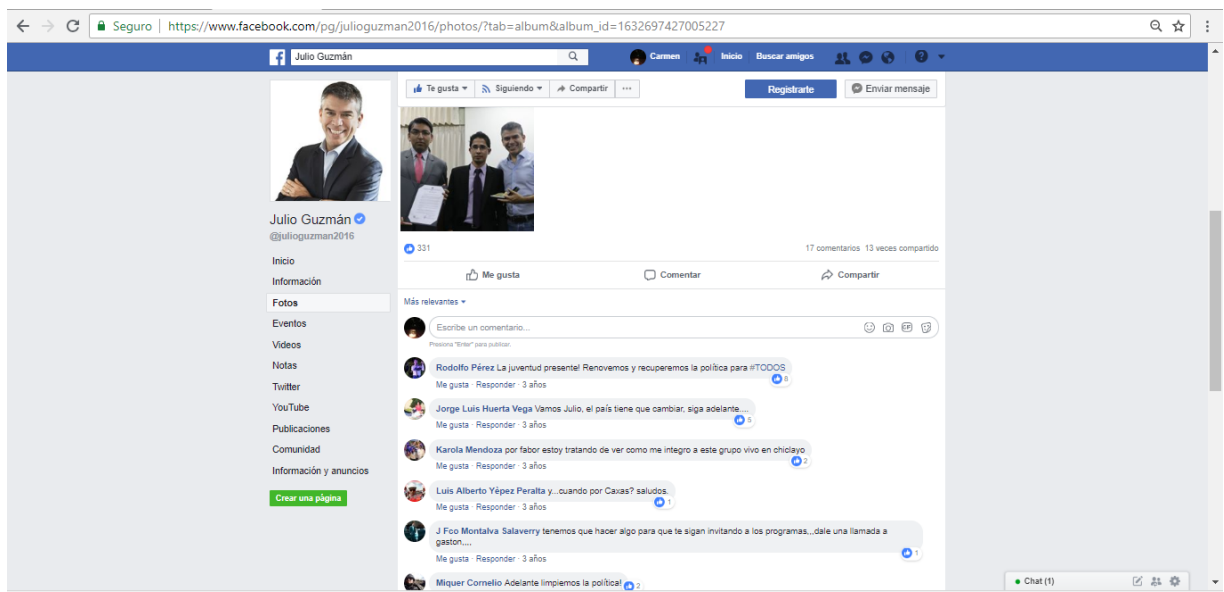 Seguro | https://www.facebook.com/pg/julioguzman2016/photos/?tab=album&album_id=1632697427005227
Julio Guzmán
Carmen
Inicio
Buscar amigos
Te gusta
Siguiendo
Compartir
Registrarte
Enviar mensaje
Julio Guzmán
@julioguzman2016
Inicio
Información
Fotos
Eventos
Videos
Notas
Twitter
YouTube
Publicaciones
Comunidad
Información y anuncios
Crear una página
331
17 comentarios 13 veces compartido
Me gusta
Comentar
Compartir
Más relevantes
Escribe un comentario...
Presiona "Enter" para publicar.
Rodolfo Pérez La juventud presente! Renovemos y recuperemos la política para #TODOS
8
Me gusta · Responder · 3 años
Jorge Luis Huerta Vega Vamos Julio, el país tiene que cambiar, siga adelante....
5
Me gusta · Responder · 3 años
Karola Mendoza por fabor estoy tratando de ver como me integro a este grupo vivo en chiclayo
2
Me gusta · Responder · 3 años
Luis Alberto Yépez Peralta y...cuando por Caxas? saludos.
1
Me gusta · Responder · 3 años
J Fco Montalva Salaverry tenemos que hacer algo para que te sigan invitando a los programas,,,dale una llamada a
gaston,...
1
Me gusta · Responder · 3 años
Miquer Cornelio Adelante limpiemos la política!
2
Chat (1)